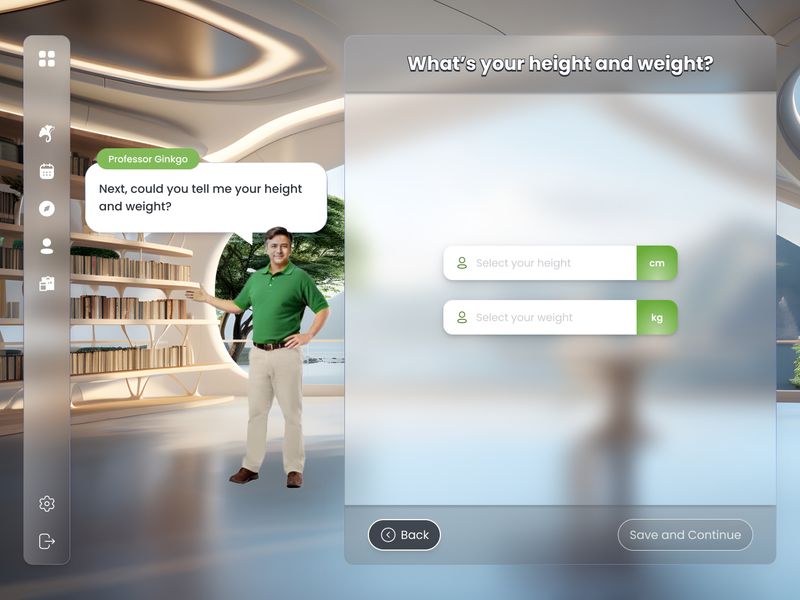 What's your height and weight?
Professor Ginkgo
Next, could you tell me your height
and weight?
Select your height
cm
Select your weight
kg
Back
Save and Continue